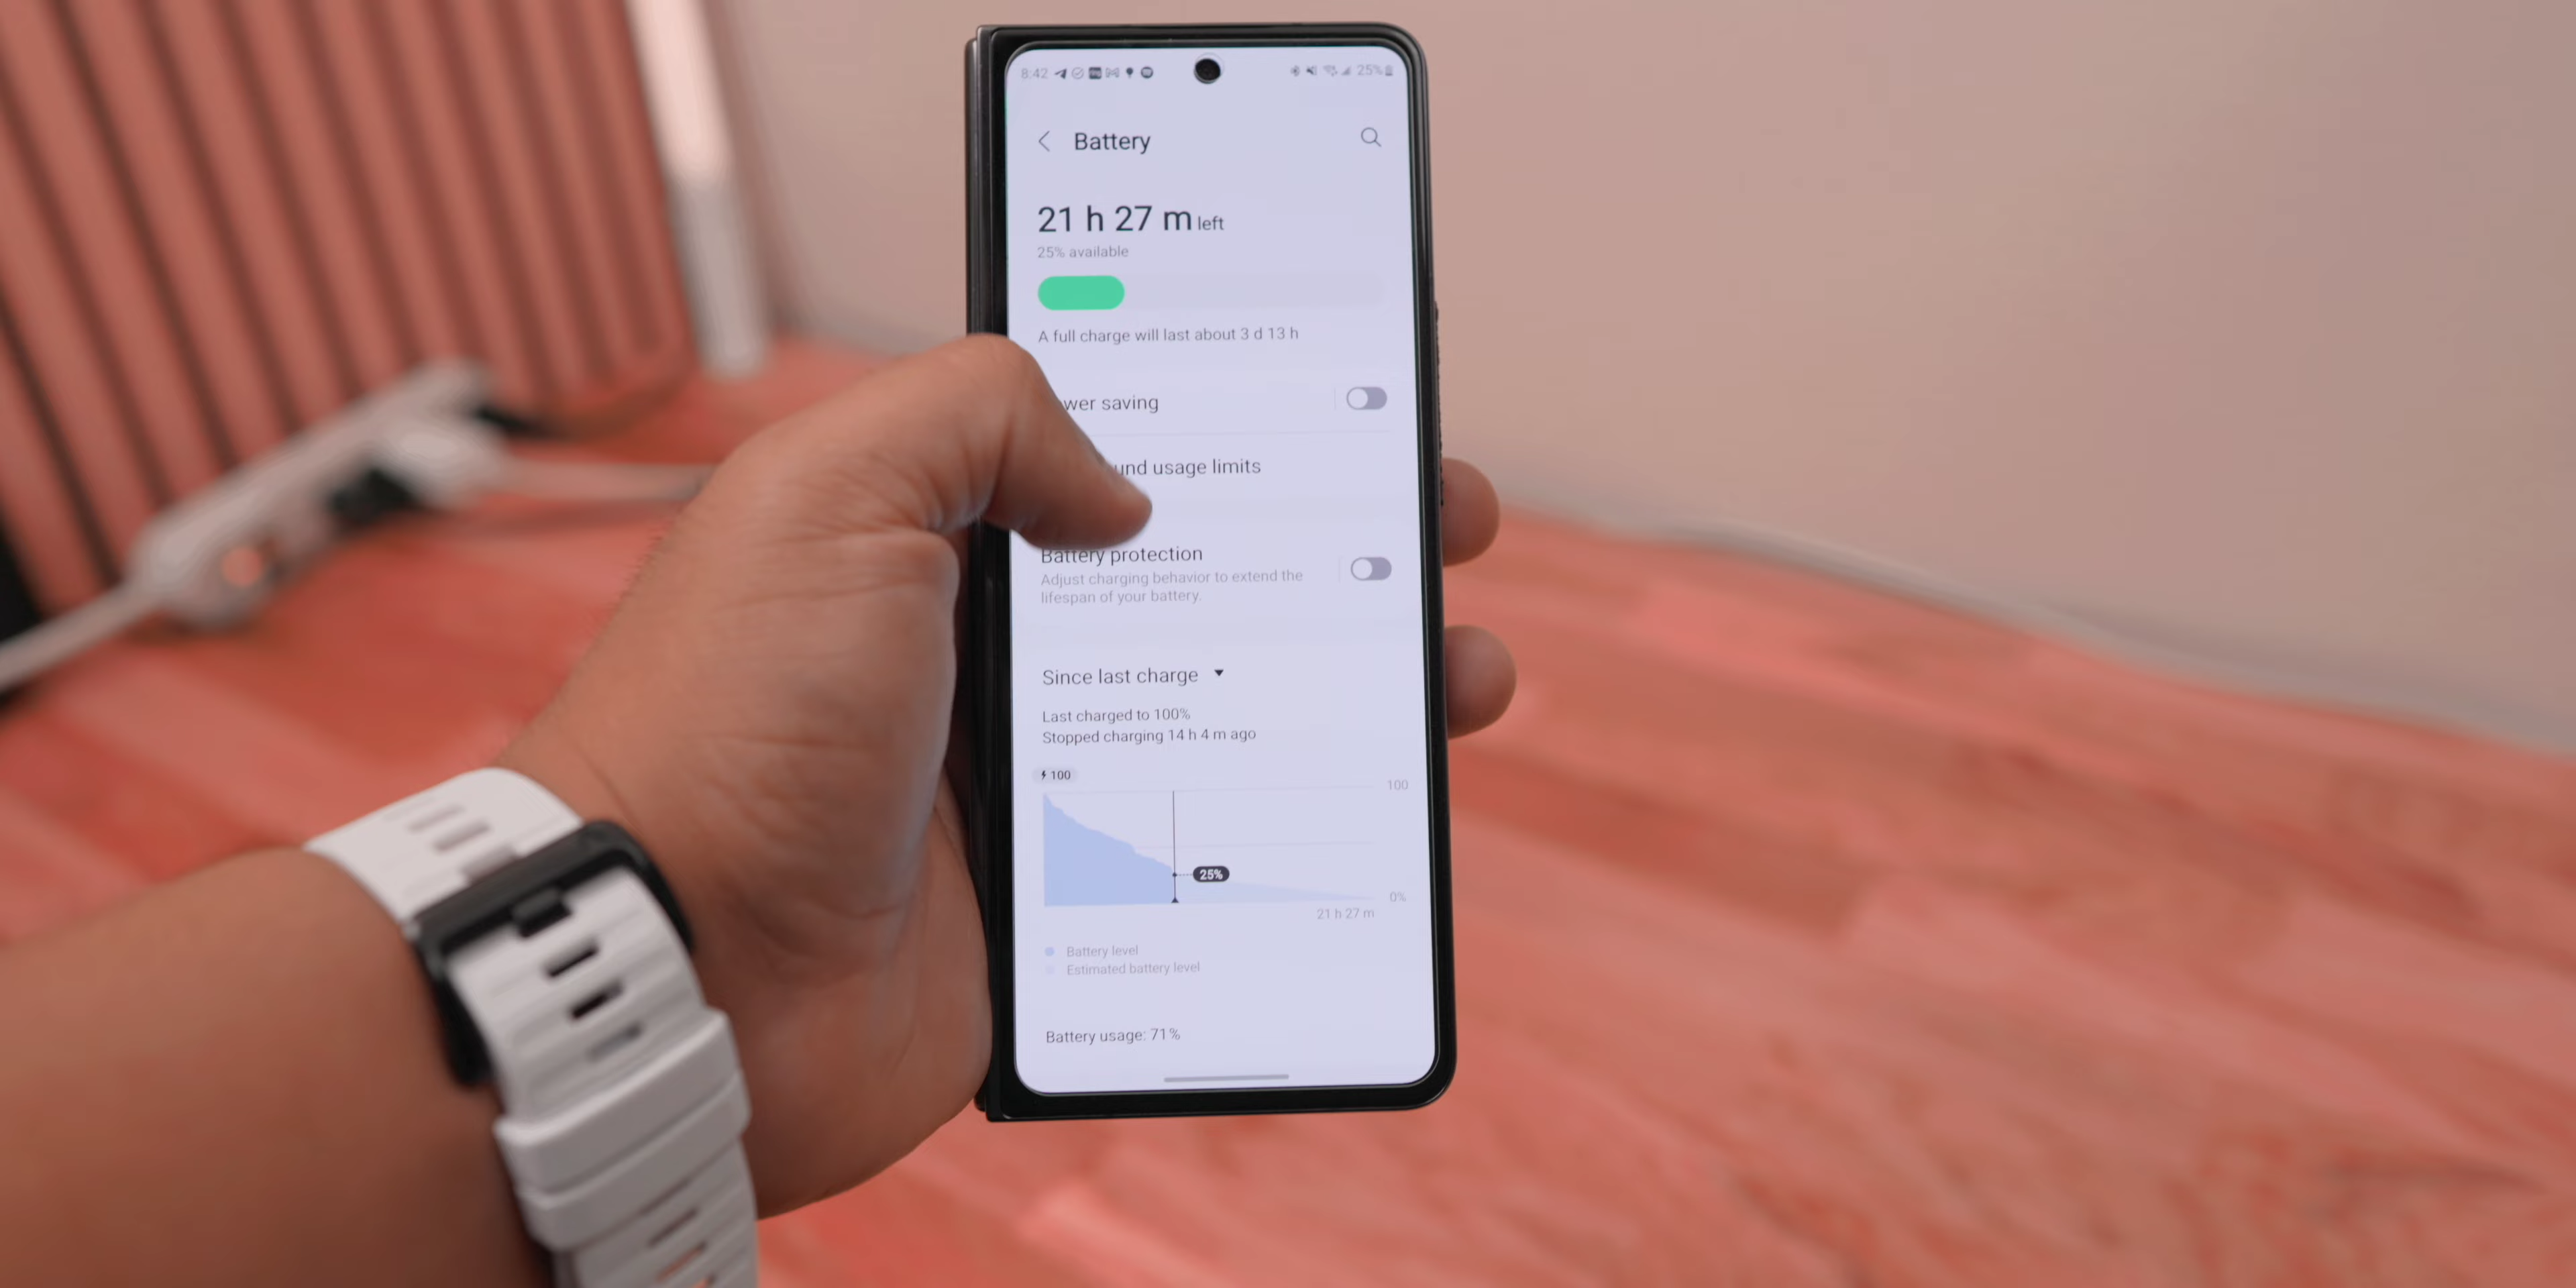 8:42 25%
Battery
21 h 27 m left
25% available
A full charge will last about 3 d 13 h
wer saving
und usage limits
Battery protection
Adjust charging behavior to extend the
lifespan of your battery.
Since last charge
Last charged to 100%
Stopped charging 14 h 4 m ago
100
100
25%
0%
21 h 27 m
Battery level
Estimated battery level
Battery usage: 71%